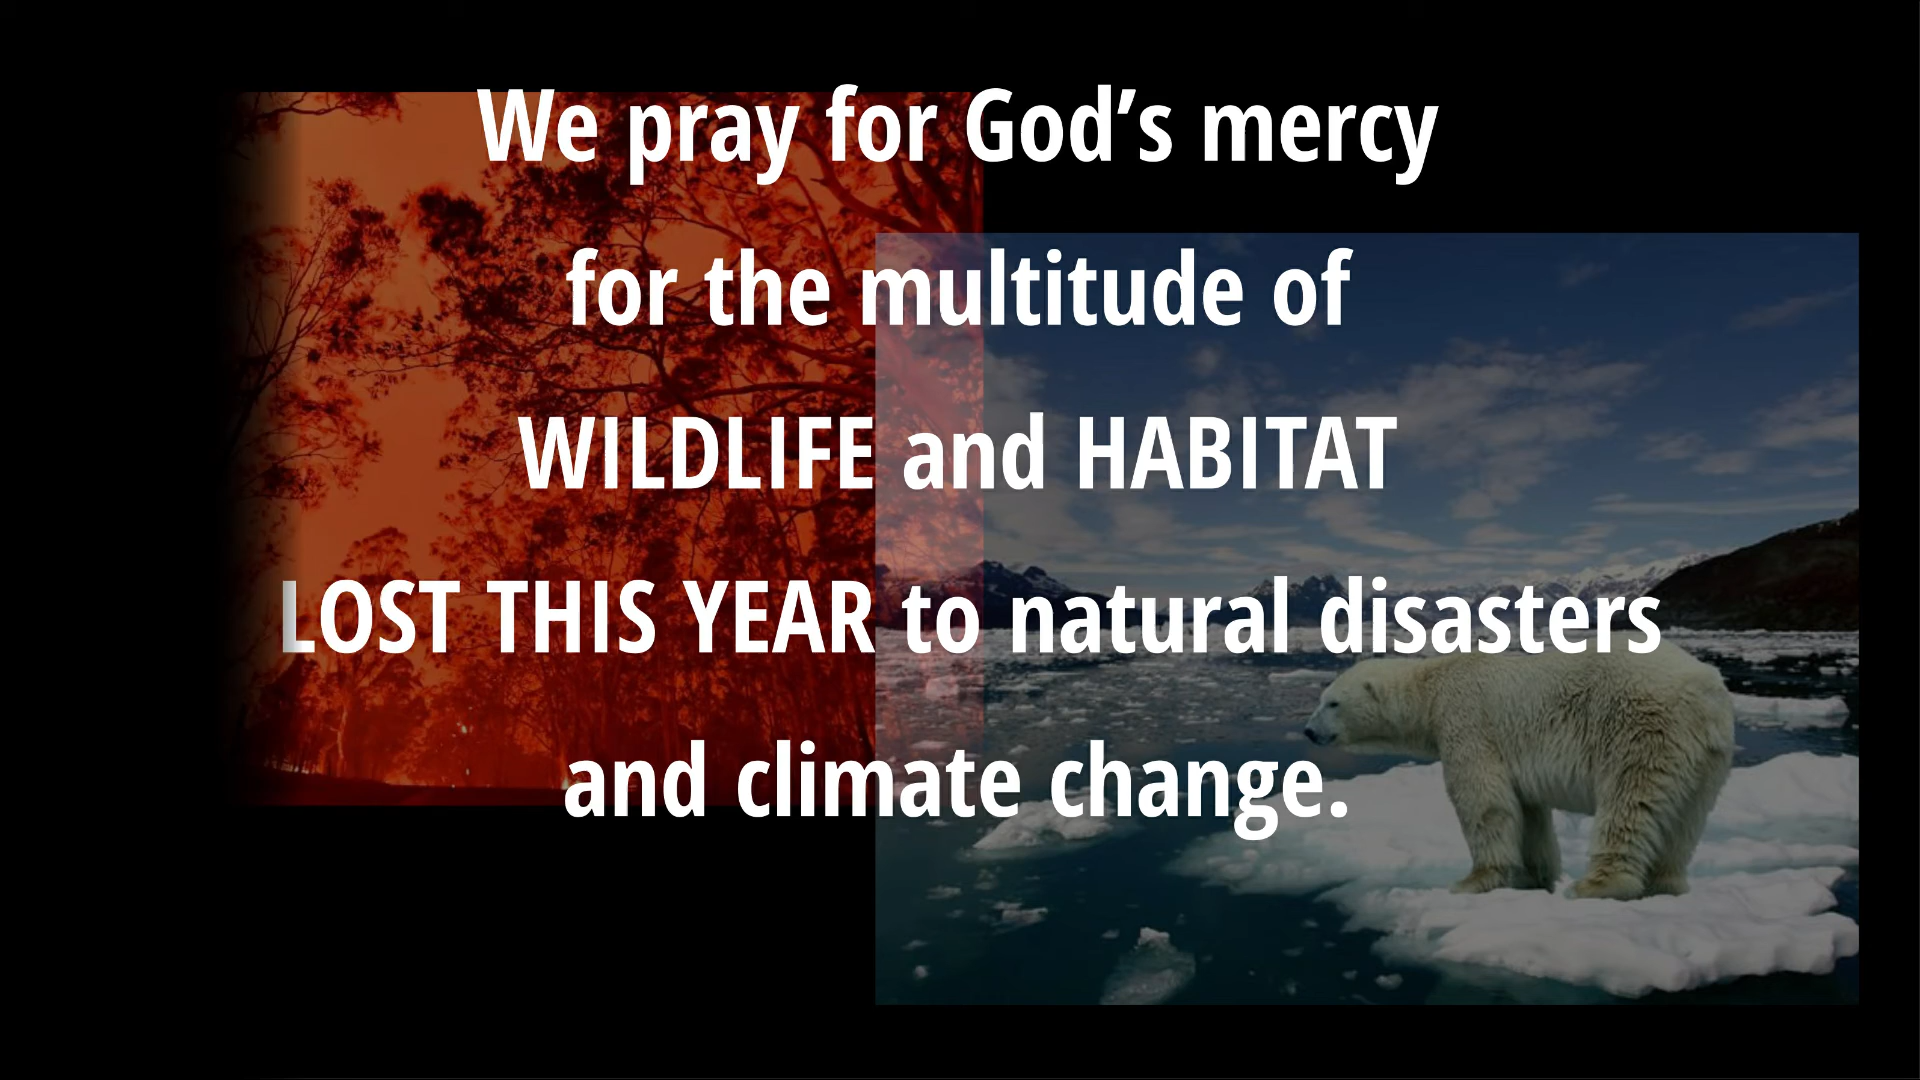 We pray for God’s mercy
for the multitude of
WILDLIFE and HABITAT
LOST THIS YEAR to natural disasters
and climate change.